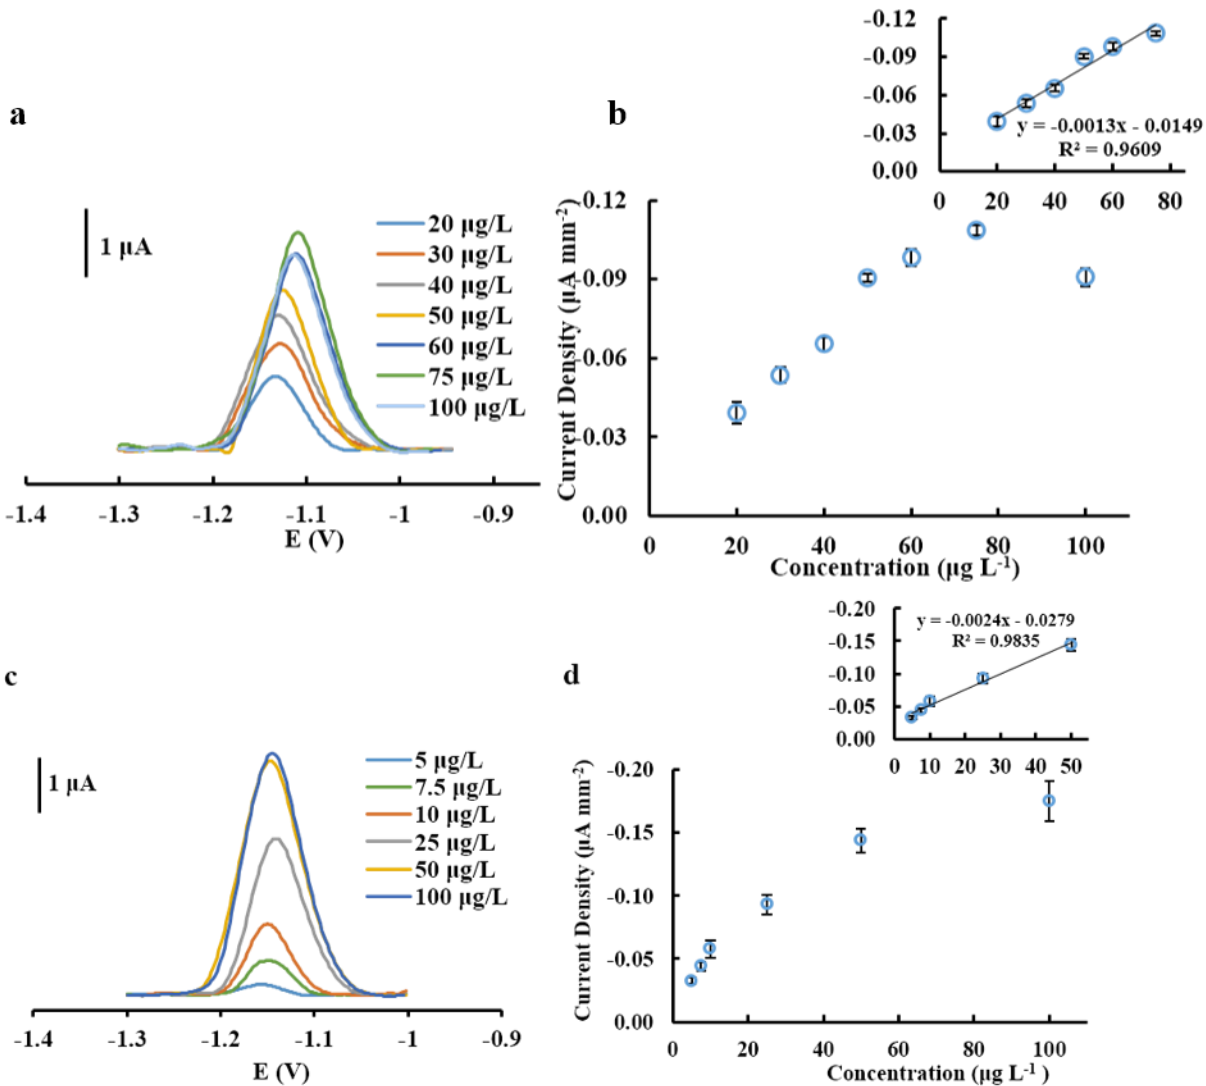 a
1 μA
20 μg/L
30 μg/L
40 μg/L
50 μg/L
60 μg/L
75 μg/L
100 μg/L
-1.4 -1.3 -1.2 -1.1 -1 -0.9
E (V)
b
-0.12
-0.09
-0.06
-0.03
0.00
0 20 40 60 80
y = -0.0013x - 0.0149
R² = 0.9609
Current Density (μA mm⁻²)
-0.12
-0.09
-0.06
-0.03
0.00
0 20 40 60 80 100
Concentration (μg L⁻¹)
c
1 μA
5 μg/L
7.5 μg/L
10 μg/L
25 μg/L
50 μg/L
100 μg/L
-1.4 -1.3 -1.2 -1.1 -1 -0.9
E (V)
d
-0.20
-0.15
-0.10
-0.05
0.00
0 10 20 30 40 50
y = -0.0024x - 0.0279
R² = 0.9835
Current Density (μA mm⁻²)
-0.20
-0.15
-0.10
-0.05
0.00
0 20 40 60 80 100
Concentration (μg L⁻¹ )